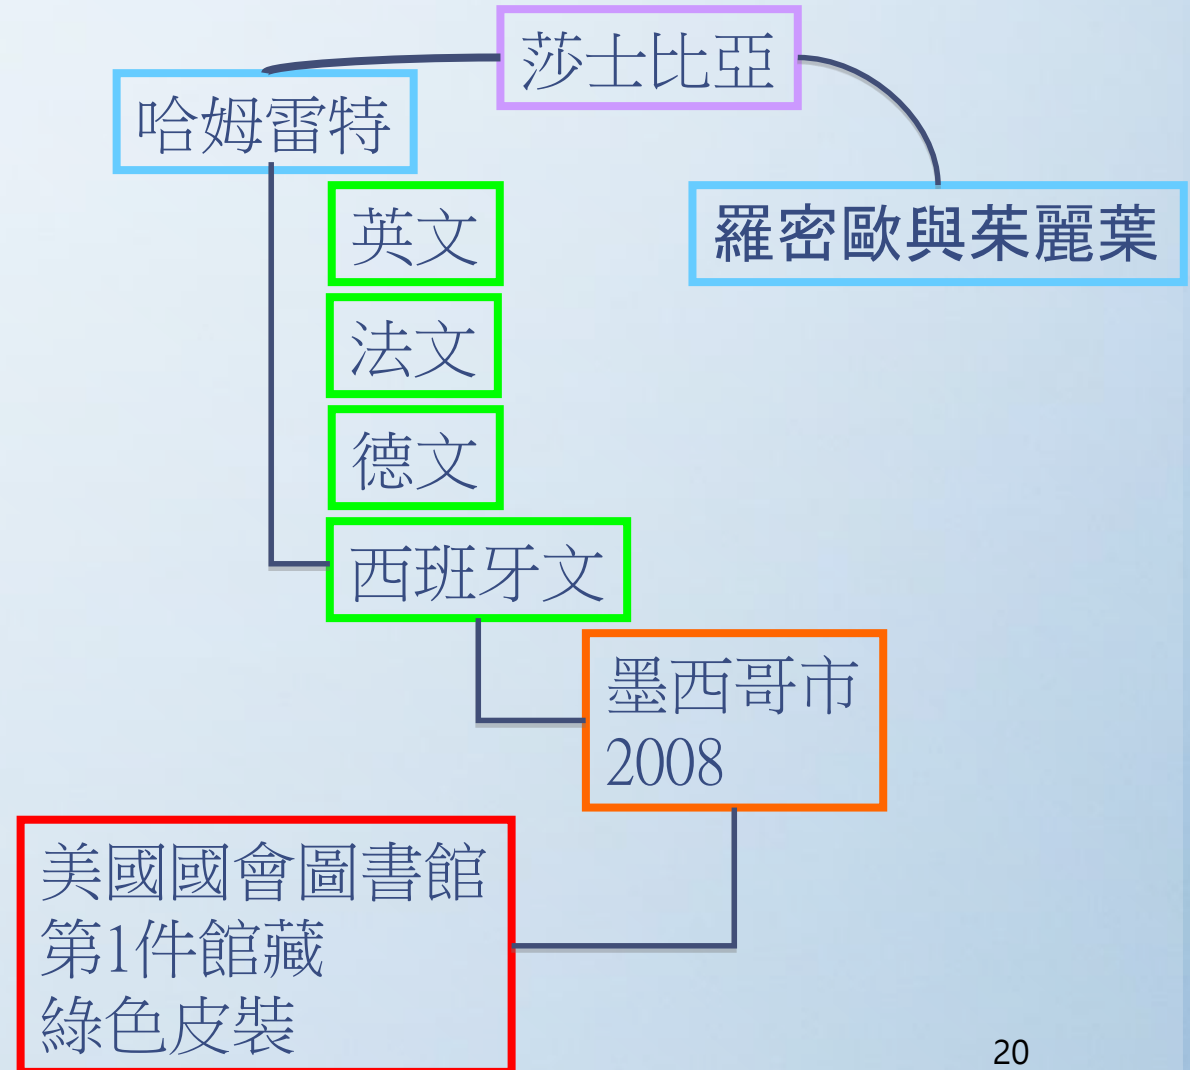 莎士比亞
哈姆雷特
羅密歐與茱麗葉
英文
法文
德文
西班牙文
墨西哥市
2008
美國國會圖書館
第1件館藏
綠色皮裝
20